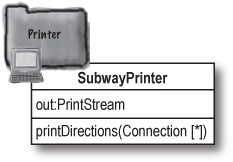 Printer
SubwayPrinter
out:PrintStream
printDirections(Connection [*])